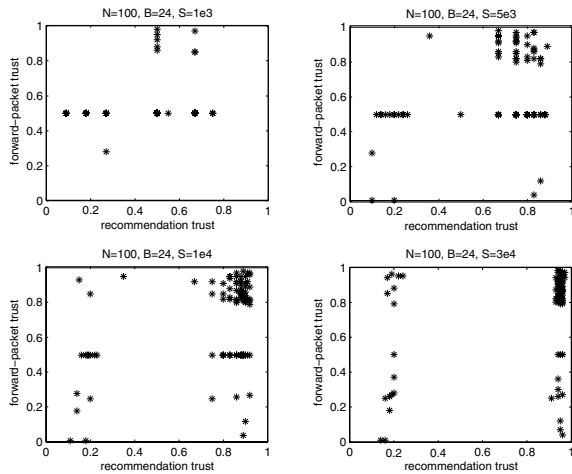 N=100, B=24, S=1e3
1
0.8
0.6
0.4
0.2
0
0 0.2 0.4 0.6 0.8 1
forward-packet trust
recommendation trust
N=100, B=24, S=5e3
1
0.8
0.6
0.4
0.2
0
0 0.2 0.4 0.6 0.8 1
forward-packet trust
recommendation trust
N=100, B=24, S=1e4
1
0.8
0.6
0.4
0.2
0
0 0.2 0.4 0.6 0.8 1
forward-packet trust
recommendation trust
N=100, B=24, S=3e4
1
0.8
0.6
0.4
0.2
0
0 0.2 0.4 0.6 0.8 1
forward-packet trust
recommendation trust